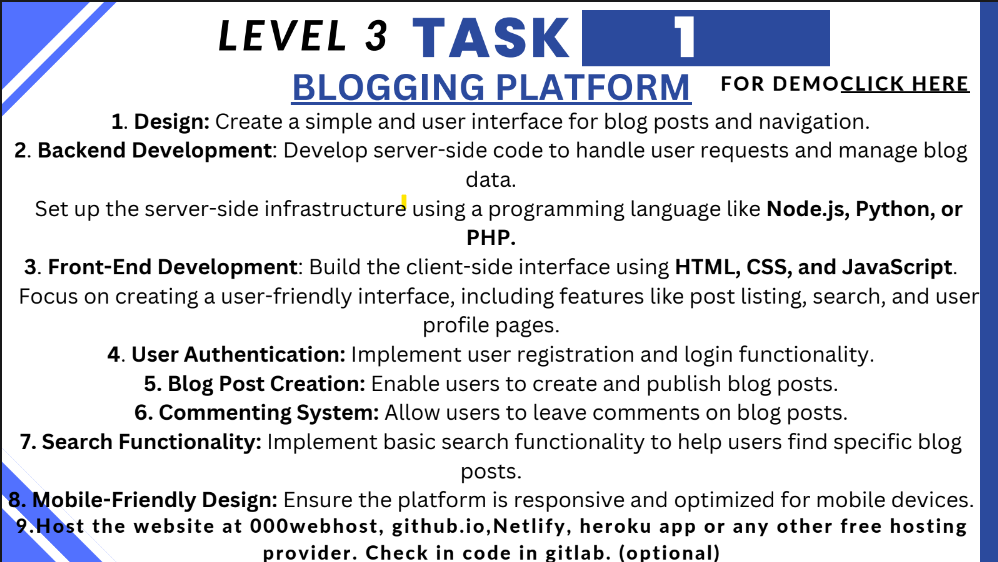 LEVEL 3 TASK 1
BLOGGING PLATFORM FOR DEMOCLICK HERE
1. Design: Create a simple and user interface for blog posts and navigation.
2. Backend Development: Develop server-side code to handle user requests and manage blog
data.
Set up the server-side infrastructure using a programming language like Node.js, Python, or
PHP.
3. Front-End Development: Build the client-side interface using HTML, CSS, and JavaScript.
Focus on creating a user-friendly interface, including features like post listing, search, and user
profile pages.
4. User Authentication: Implement user registration and login functionality.
5. Blog Post Creation: Enable users to create and publish blog posts.
6. Commenting System: Allow users to leave comments on blog posts.
7. Search Functionality: Implement basic search functionality to help users find specific blog
posts.
8. Mobile-Friendly Design: Ensure the platform is responsive and optimized for mobile devices.
9.Host the website at 000webhost, github.io,Netlify, heroku app or any other free hosting
provider. Check in code in gitlab. (optional)